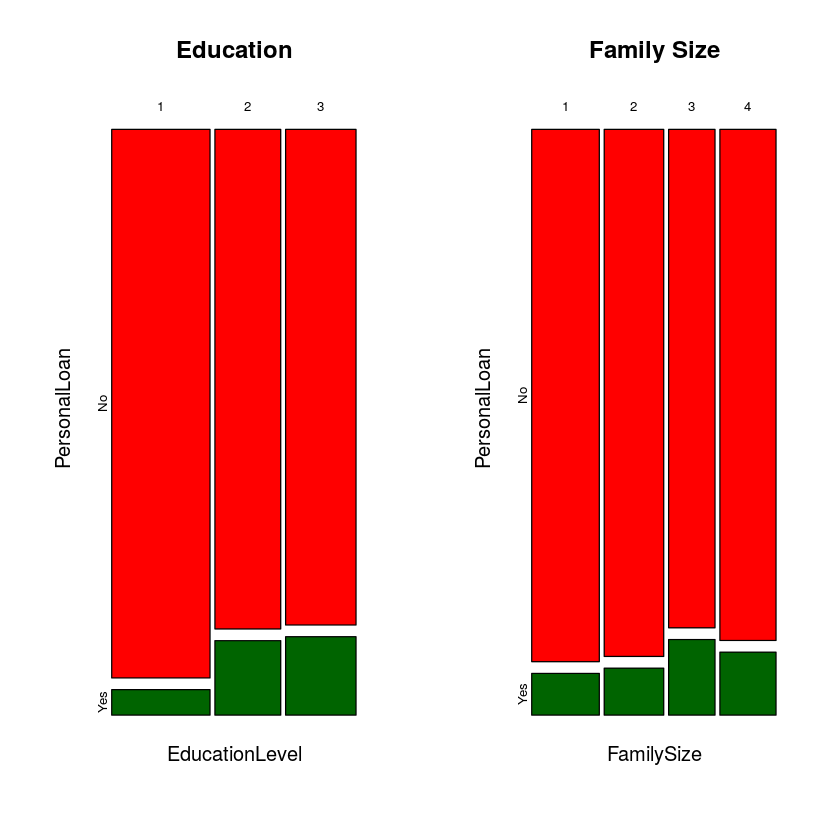 Education
1 2 3
PersonalLoan
No
Yes
EducationLevel
Family Size
1 2 3 4
PersonalLoan
No
Yes
FamilySize